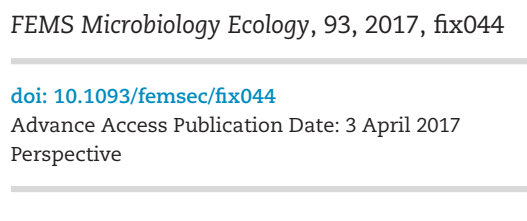 FEMS Microbiology Ecology, 93, 2017, fix044
doi: 10.1093/femsec/fix044
Advance Access Publication Date: 3 April 2017
Perspective